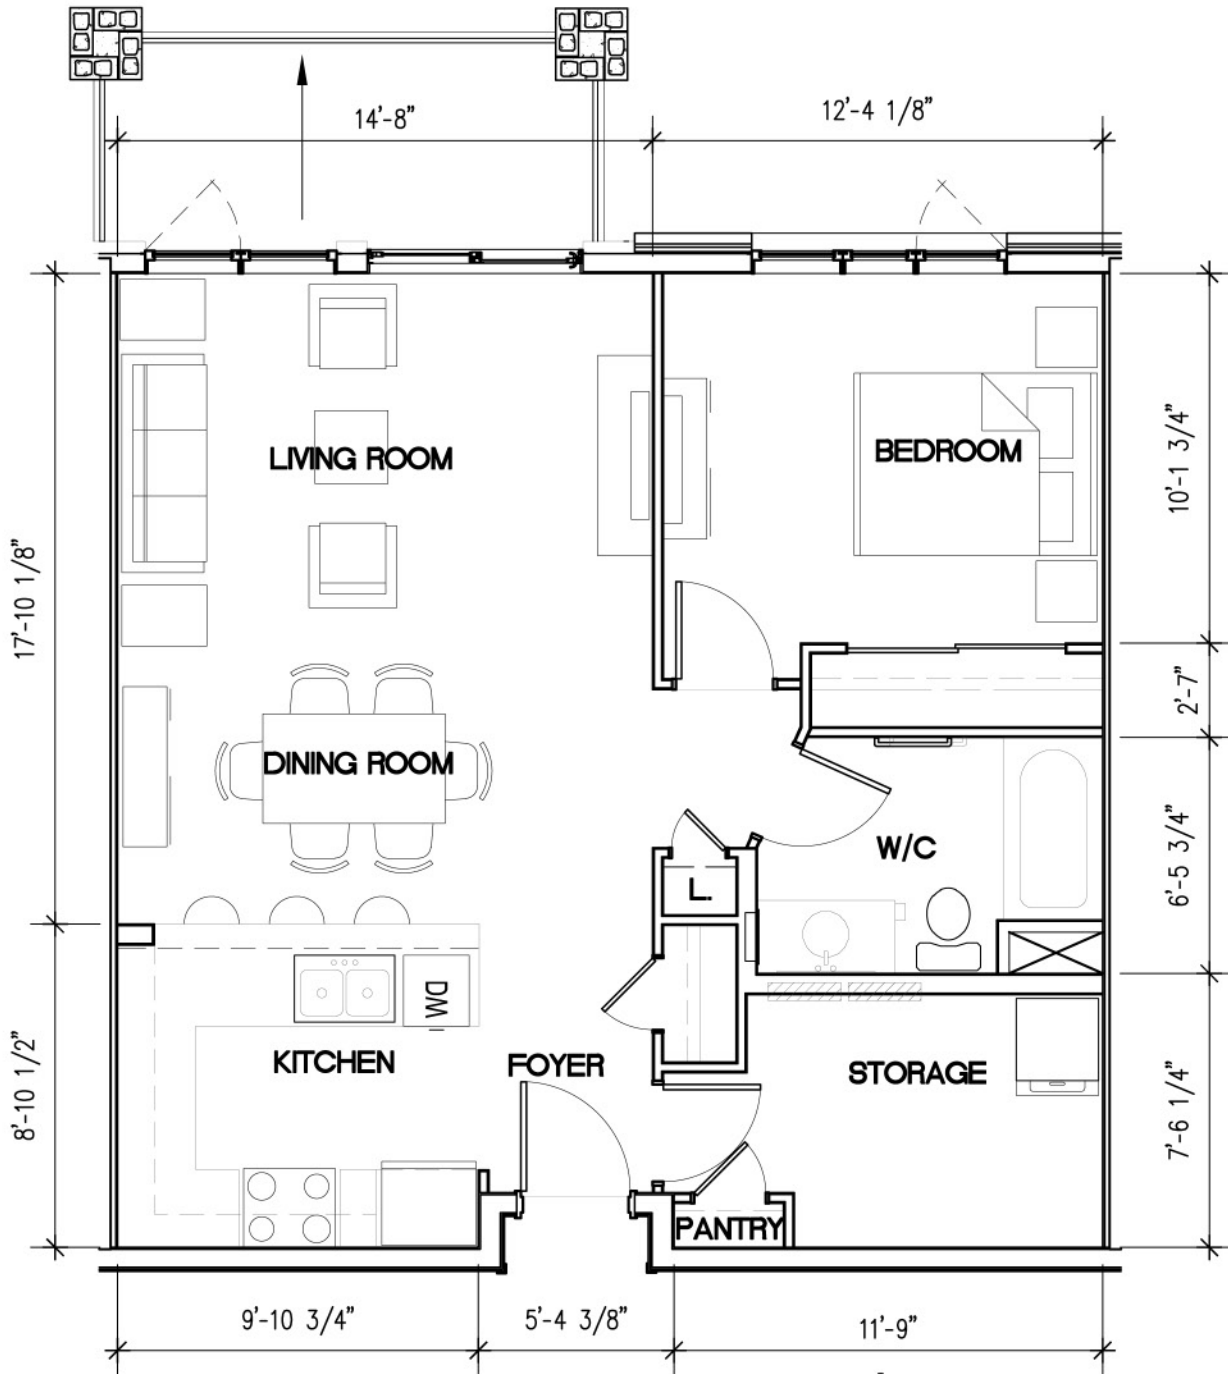 14'-8"
12'-4 1/8"
LIVING ROOM
BEDROOM
10'-1 3/4"
17'-10 1/8"
2'-7"
DINING ROOM
W/C
6'-5 3/4"
L.
DW
KITCHEN
FOYER
STORAGE
8'-10 1/2"
7'-6 1/4"
PANTRY
9'-10 3/4"
5'-4 3/8"
11'-9"